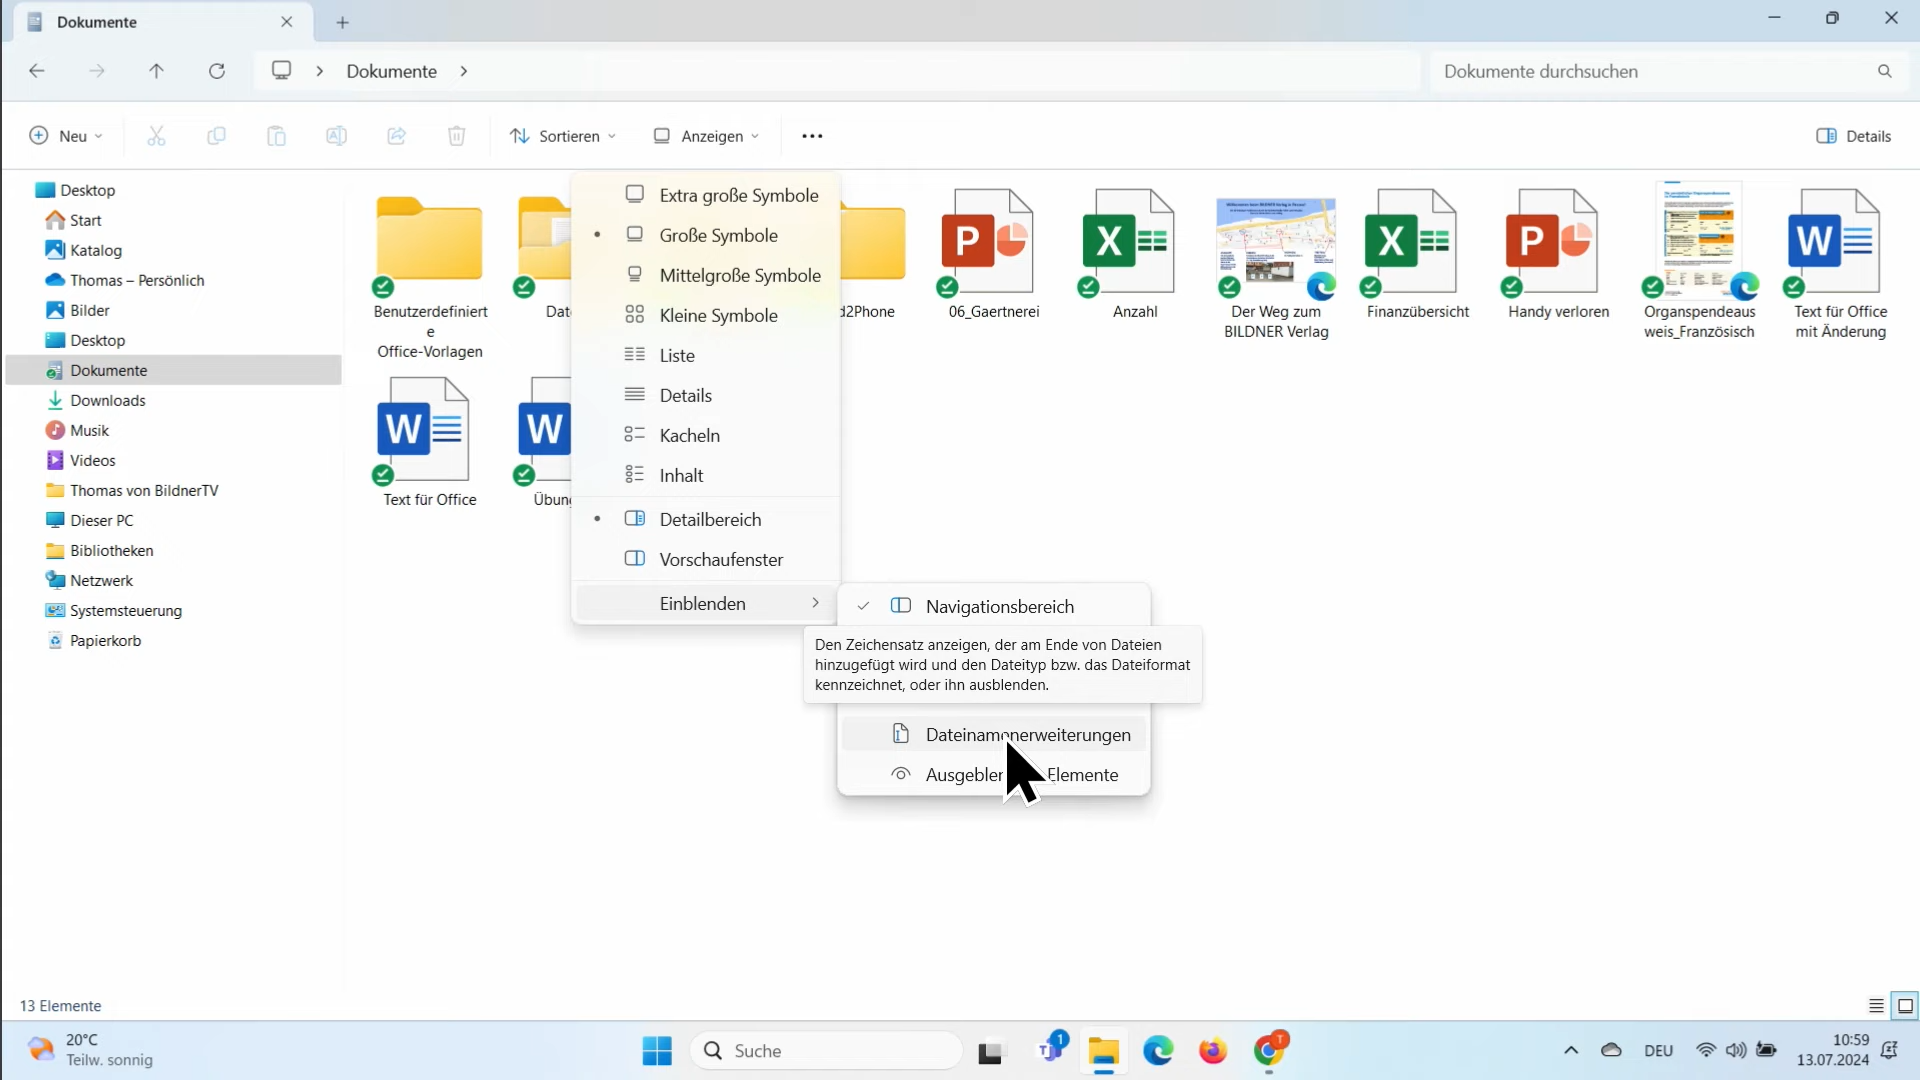 Dokumente
Dokumente
Dokumente durchsuchen
Neu
Sortieren
Anzeigen
Details
Desktop
Start
Katalog
Thomas – Persönlich
Bilder
Desktop
Dokumente
Downloads
Musik
Videos
Thomas von BildnerTV
Dieser PC
Bibliotheken
Netzwerk
Systemsteuerung
Papierkorb
Benutzerdefiniert
e
Office-Vorlagen
06_Gaertnerei
Anzahl
Der Weg zum
BILDNER Verlag
Finanzübersicht
Handy verloren
Organspendeaus
weis_Französisch
Text für Office
mit Änderung
Text für Office
Extra große Symbole
Große Symbole
Mittelgroße Symbole
Kleine Symbole
Liste
Details
Kacheln
Inhalt
Detailbereich
Vorschaufenster
Einblenden
Navigationsbereich
Den Zeichensatz anzeigen, der am Ende von Dateien
hinzugefügt wird und den Dateityp bzw. das Dateiformat
kennzeichnet, oder ihn ausblenden.
Dateinamenerweiterungen
Elemente
13 Elemente
20°C
Teilw. sonnig
Suche
1
T
DEU
10:59
13.07.2024